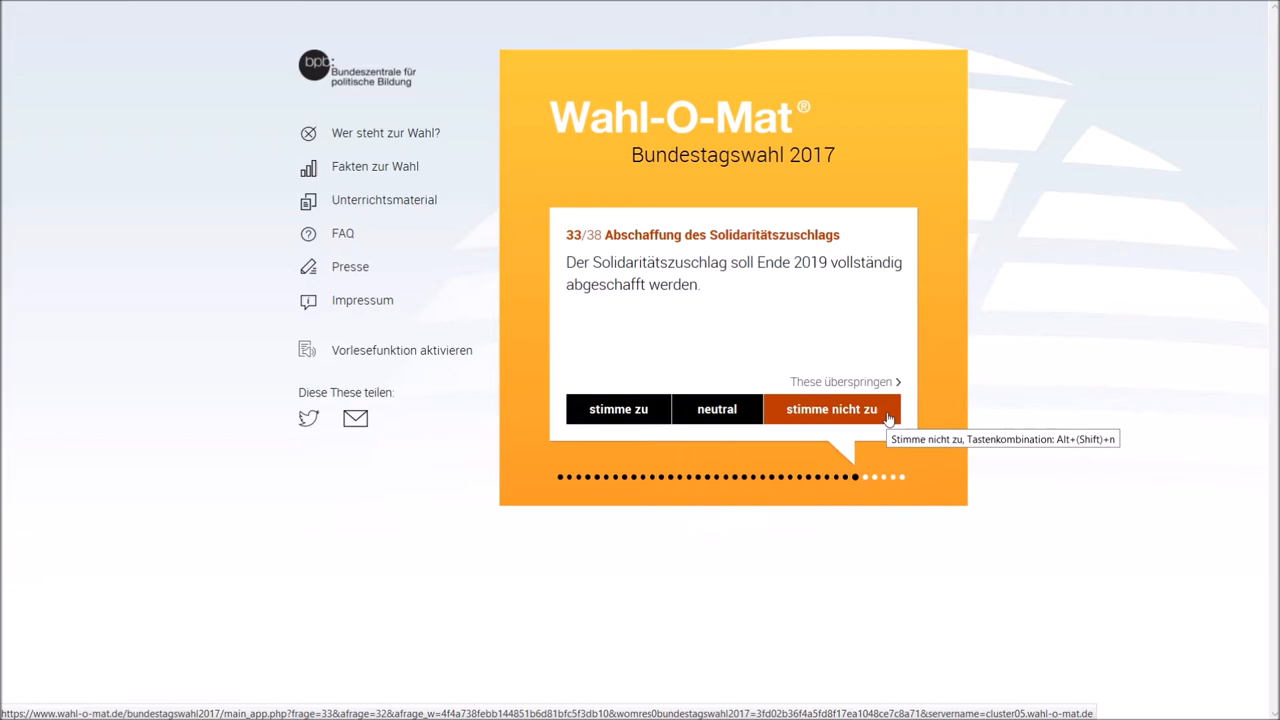 bpb:
Bundeszentrale für
politische Bildung
Wer steht zur Wahl?
Fakten zur Wahl
Unterrichtsmaterial
FAQ
Presse
Impressum
Vorlesefunktion aktivieren
Diese These teilen:
Wahl-O-Mat®
Bundestagswahl 2017
33/38 Abschaffung des Solidaritätszuschlags
Der Solidaritätszuschlag soll Ende 2019 vollständig
abgeschafft werden.
These überspringen
stimme zu neutral stimme nicht zu
Stimme nicht zu, Tastenkombination: Alt+(Shift)+n
https://www.wahl-o-mat.de/bundestagswahl2017/main_app.php?frage=33&afrage=32&afrage_w=4f4a738febb144851b6d81bfc5f3db10&womres0bundestagswahl2017=3fd02b36f4a5fd8f17ea1048ce7c8a71&servername=cluster05.wahl-o-mat.de